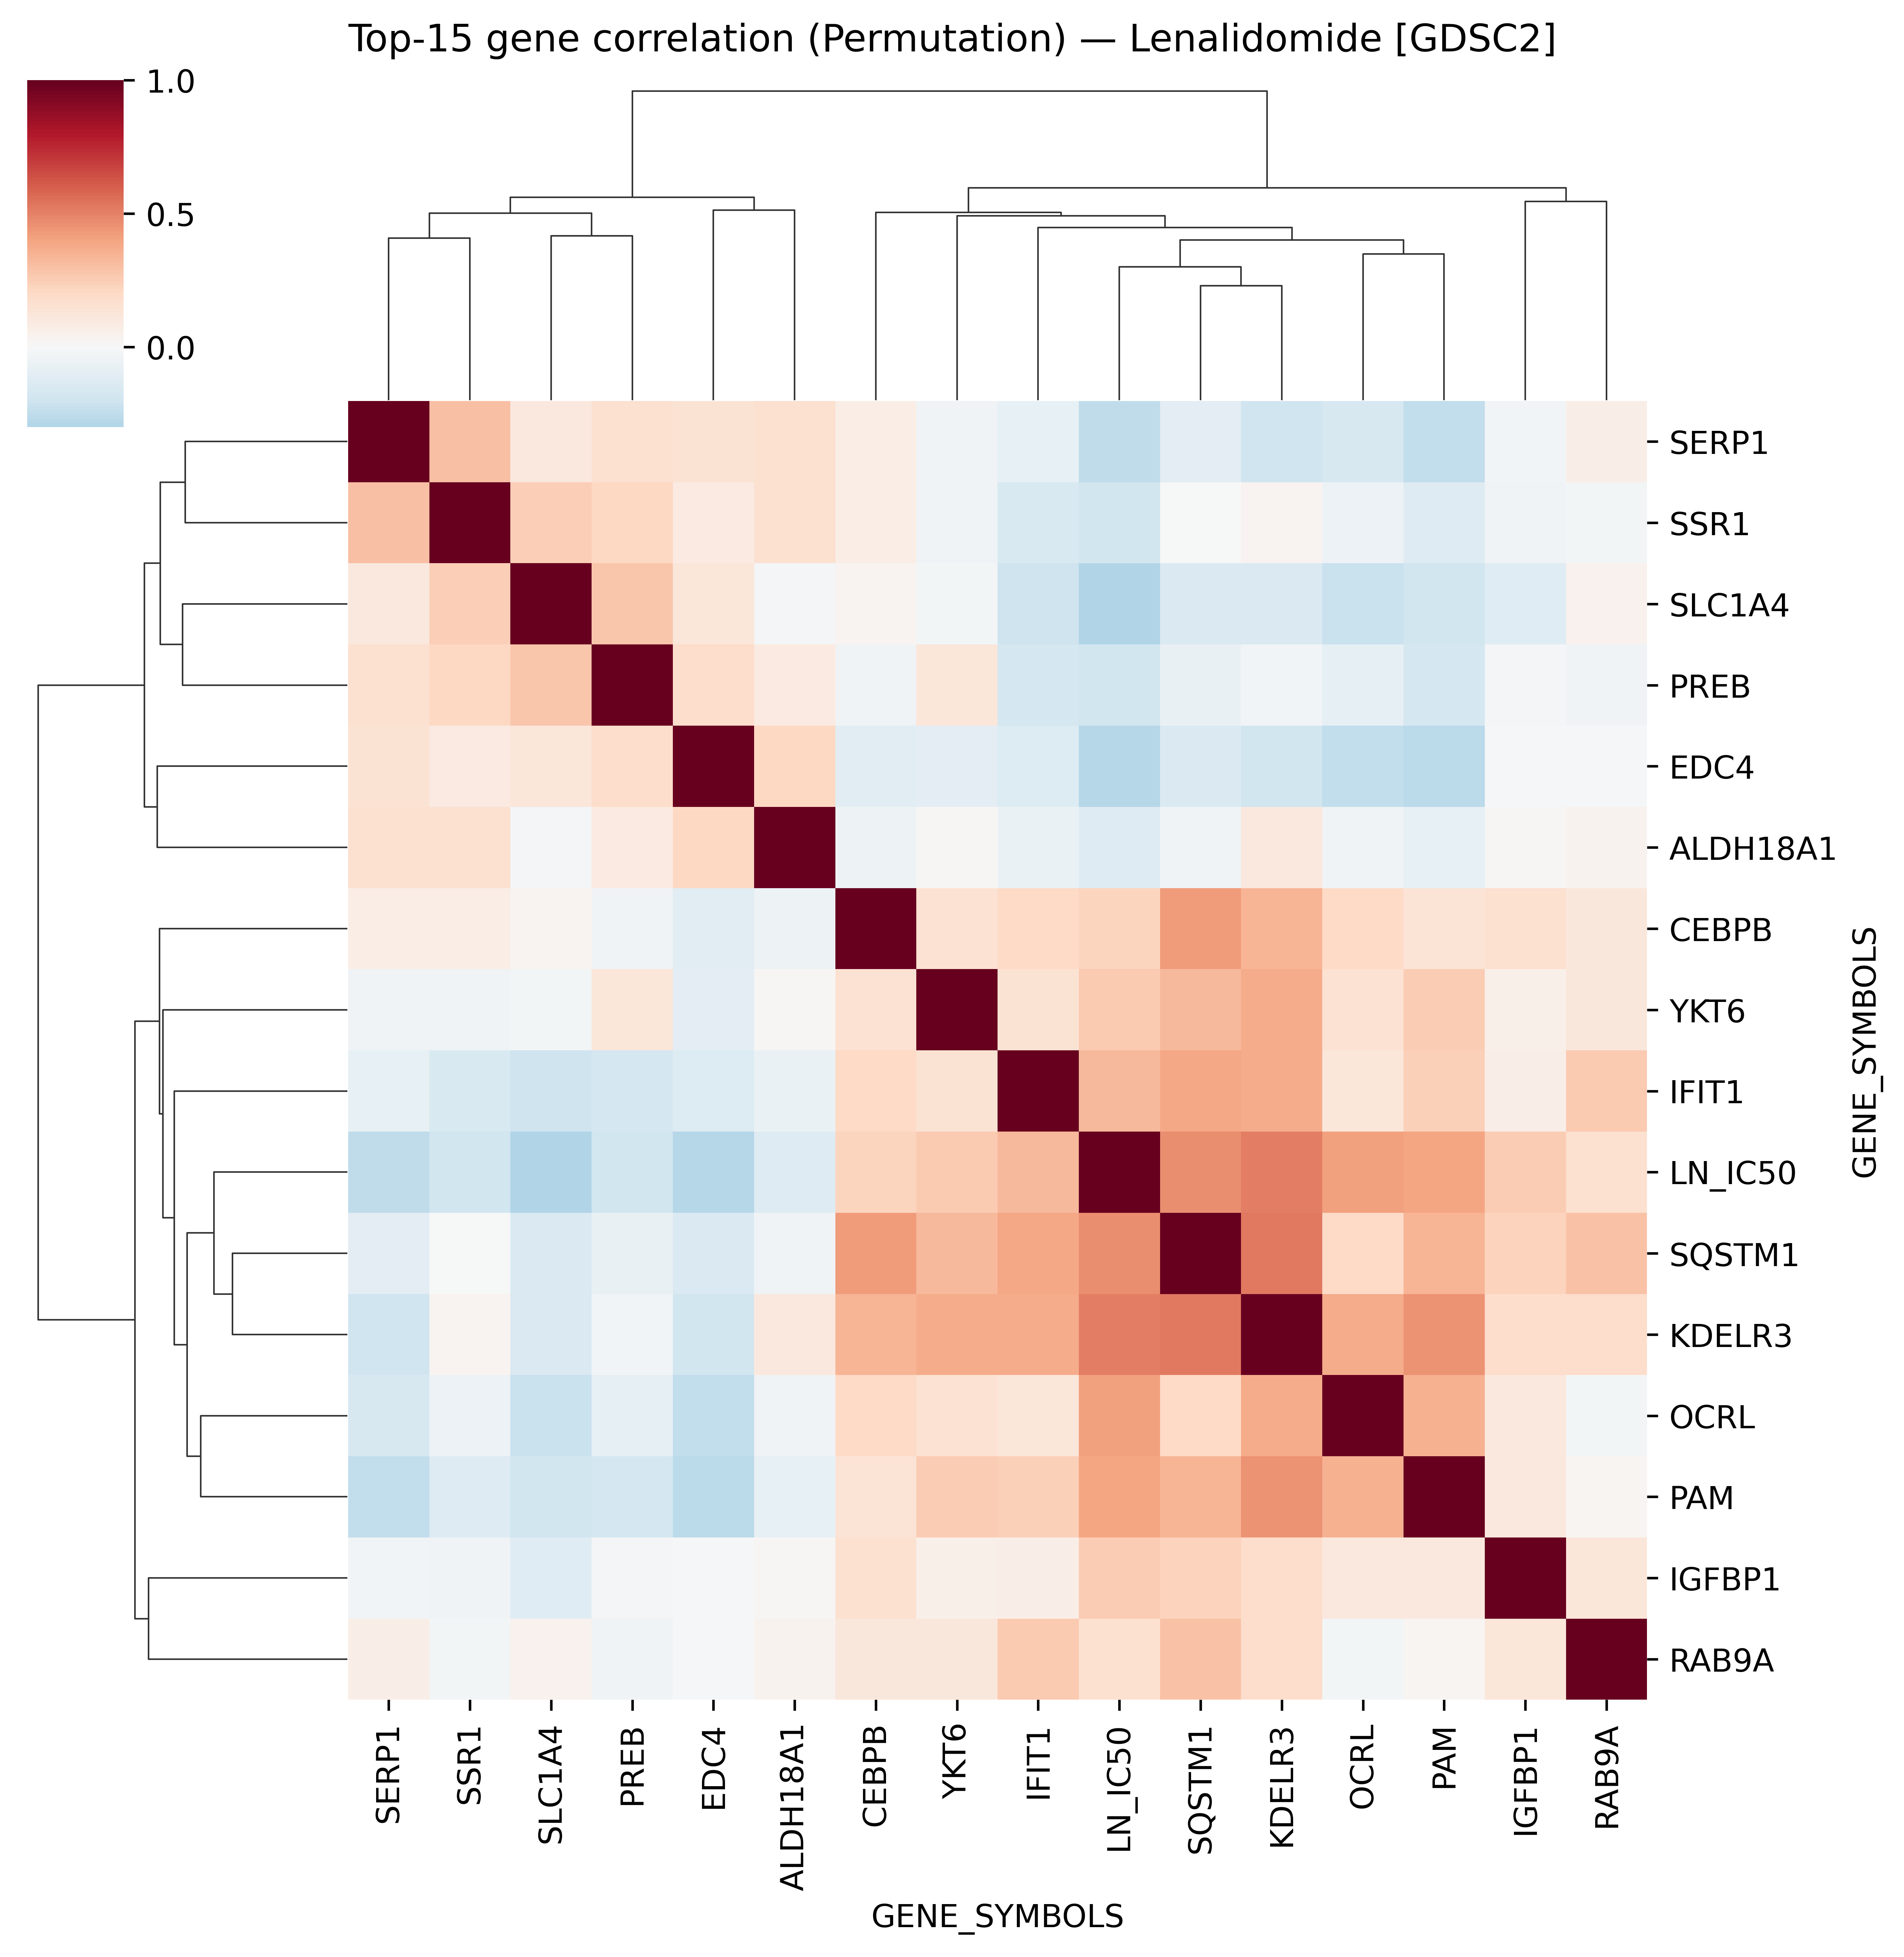 Top-15 gene correlation (Permutation) — Lenalidomide [GDSC2]
1.0
0.5
0.0
SERP1
SSR1
SLC1A4
PREB
EDC4
ALDH18A1
CEBPB
YKT6
IFIT1
LN_IC50
SQSTM1
KDELR3
OCRL
PAM
IGFBP1
RAB9A
GENE_SYMBOLS
SERP1
SSR1
SLC1A4
PREB
EDC4
ALDH18A1
CEBPB
YKT6
IFIT1
LN_IC50
SQSTM1
KDELR3
OCRL
PAM
IGFBP1
RAB9A
GENE_SYMBOLS